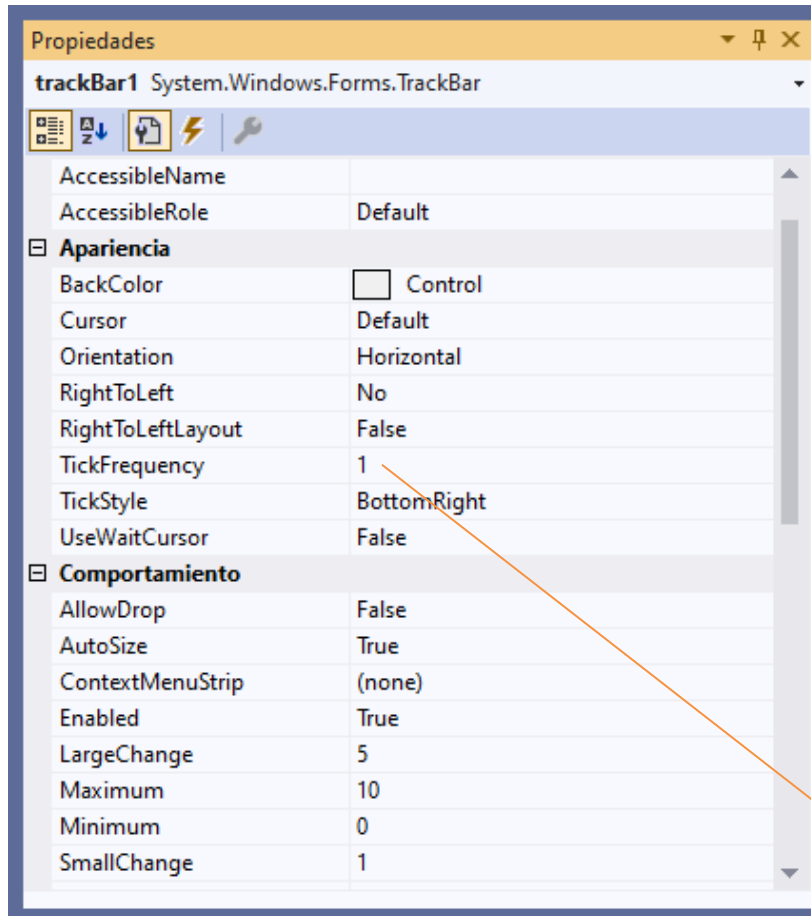 Propiedades
trackBar1 System.Windows.Forms.TrackBar
AccessibleName
AccessibleRole Default
Apariencia
BackColor Control
Cursor Default
Orientation Horizontal
RightToLeft No
RightToLeftLayout False
TickFrequency 1
TickStyle BottomRight
UseWaitCursor False
Comportamiento
AllowDrop False
AutoSize True
ContextMenuStrip (none)
Enabled True
LargeChange 5
Maximum 10
Minimum 0
SmallChange 1